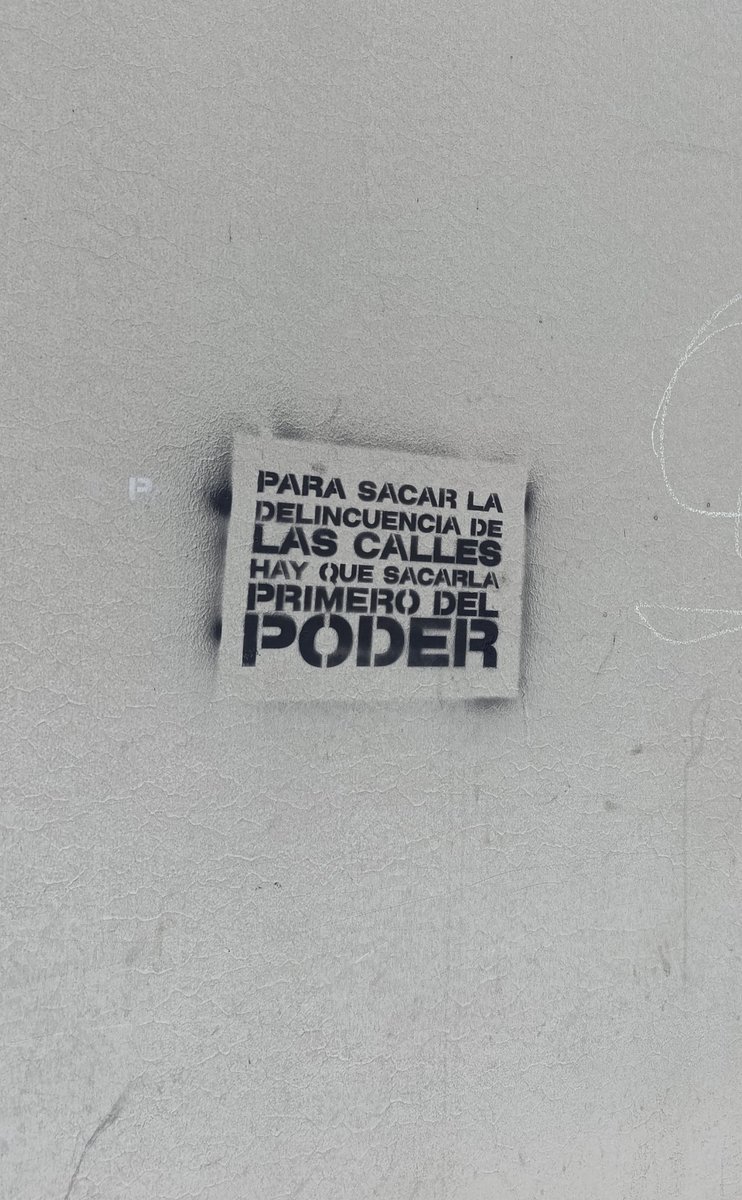 PARA SACAR LA
DELINCUENCIA DE
LAS CALLES
HAY QUE SACARLA
PRIMERO DEL
PODER
P